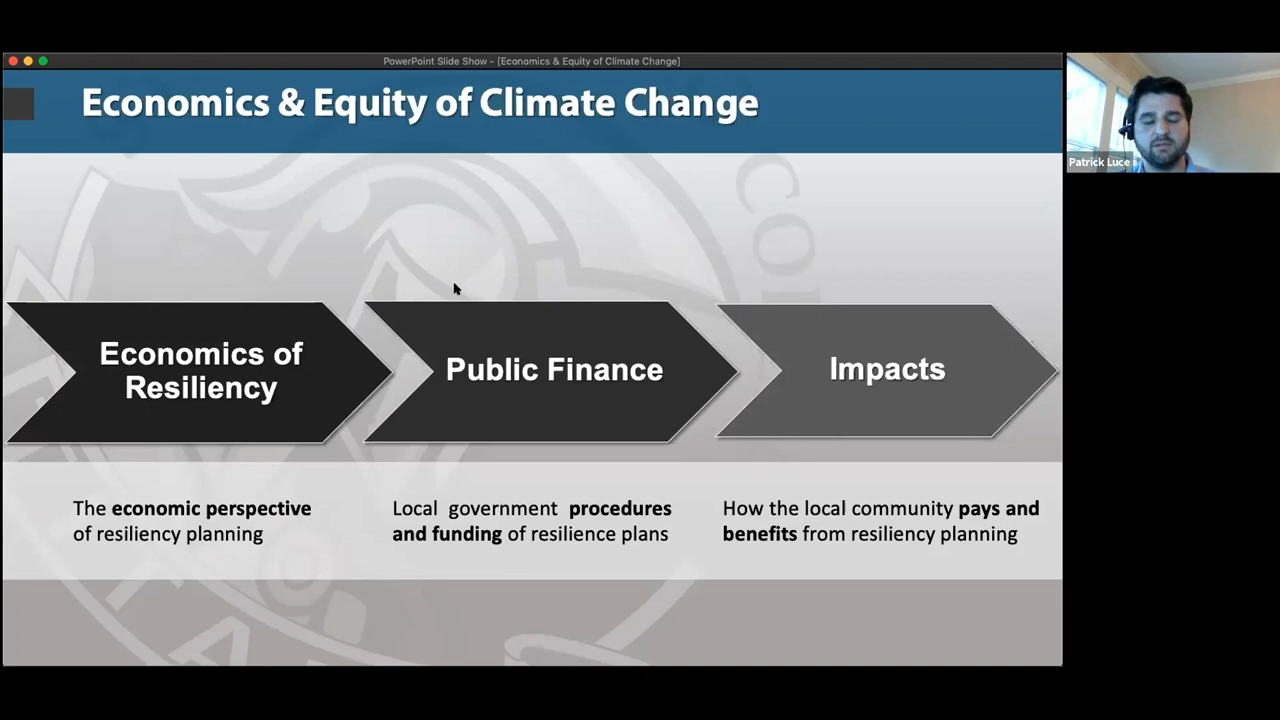 PowerPoint Slide Show - [Economics & Equity of Climate Change]
Economics & Equity of Climate Change
Patrick Luce
COL
Economics of
Resiliency
Public Finance
Impacts
The economic perspective
of resiliency planning
Local government procedures
and funding of resilience plans
How the local community pays and
benefits from resiliency planning